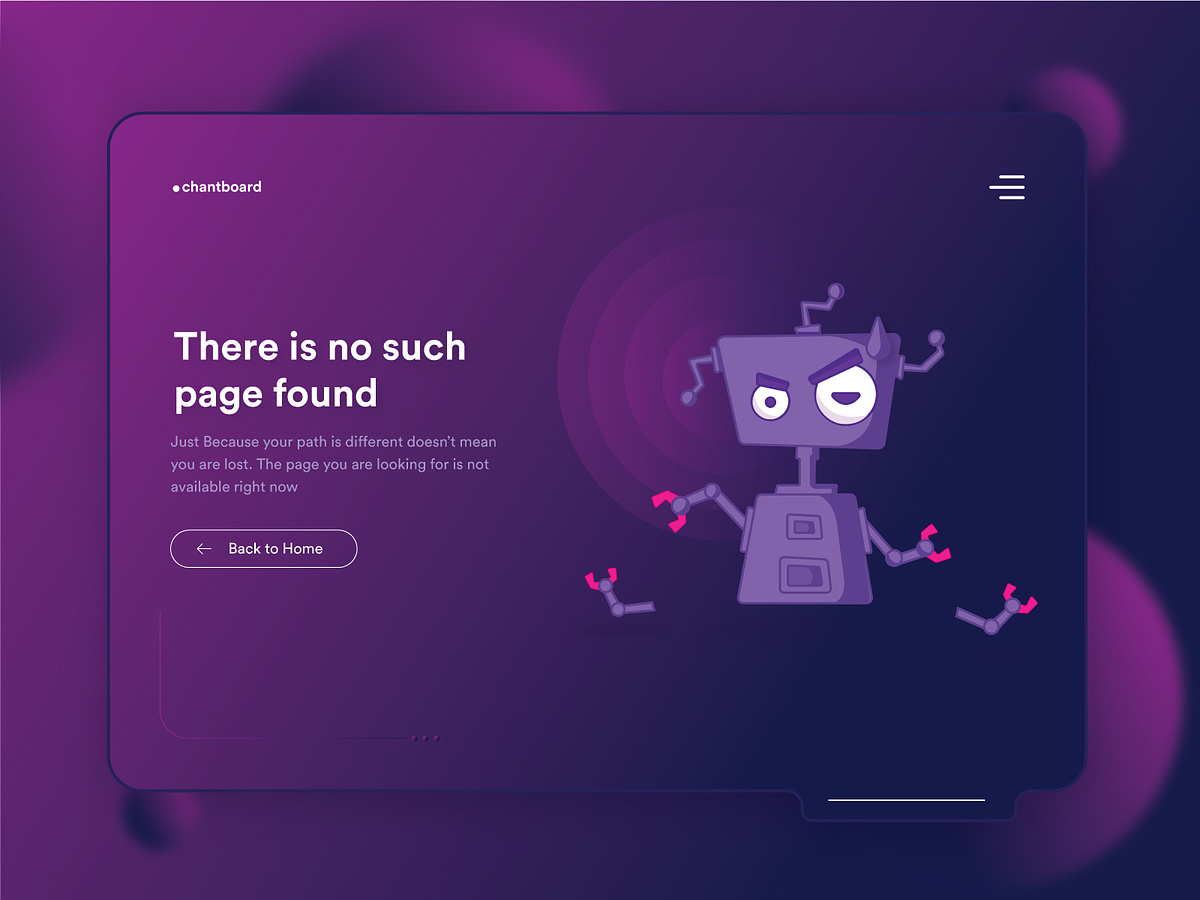 chantboard
There is no such
page found
Just Because your path is different doesn't mean
you are lost. The page you are looking for is not
available right now
Back to Home